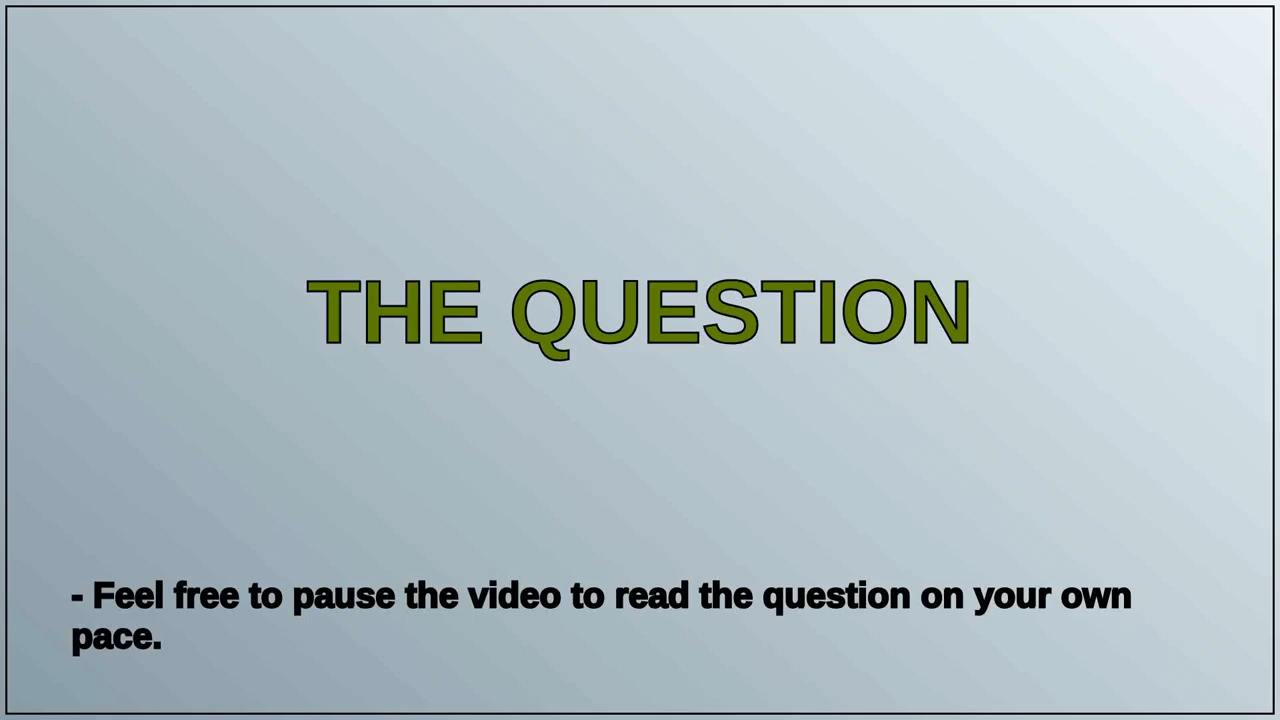 THE QUESTION
- Feel free to pause the video to read the question on your own
pace.